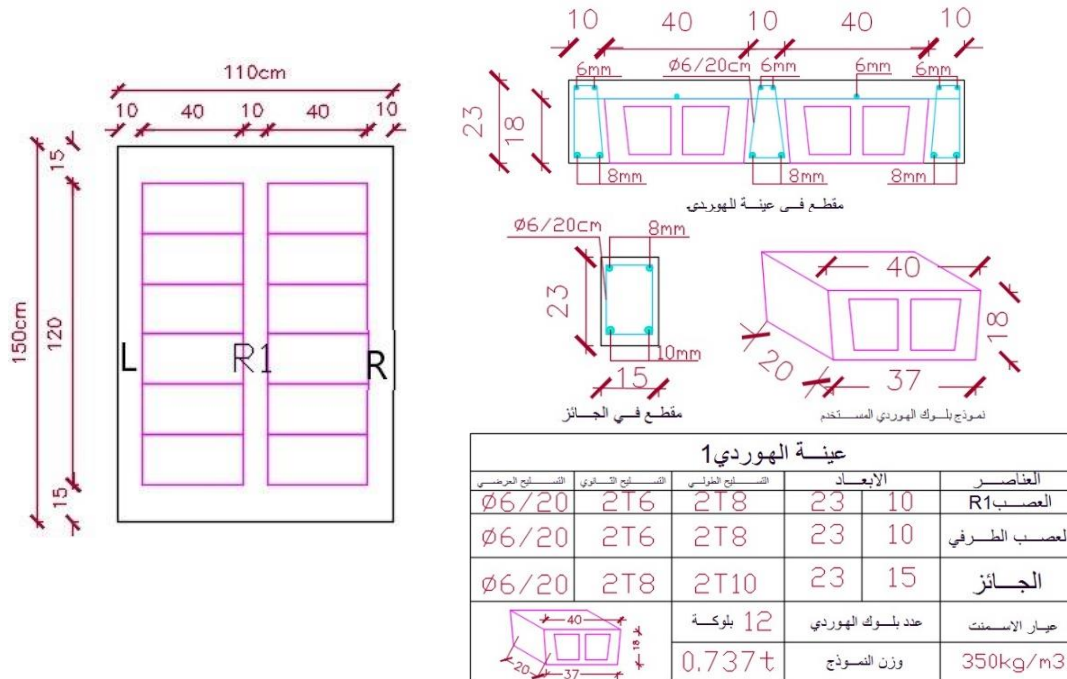 110cm
10 40 10 40 10
150cm
15
120
15
L R1 R
10 40 10 40 10
6mm Ø6/20cm 6mm 6mm 6mm
23 18
8mm 8mm 8mm
مقطع في عينة للهوردي
Ø6/20cm 8mm
23
10mm
15
مقطع في الجائز
40
18
20
37
نموذج بلوك الهوردي المستخدم
عينة الهوردي1
العناصر الابعاد التسليح الطولي التسليح الثانوي التسليح العرضي
العصبR1 10 23 2T8 2T6 Ø6/20
العصب الطرفي 10 23 2T8 2T6 Ø6/20
الجائز 15 23 2T10 2T8 Ø6/20
عيار الاسمنت عدد بلوك الهوردي 12 بلوكة
350kg/m3 وزن النموذج 0.737t
40
18
20
37